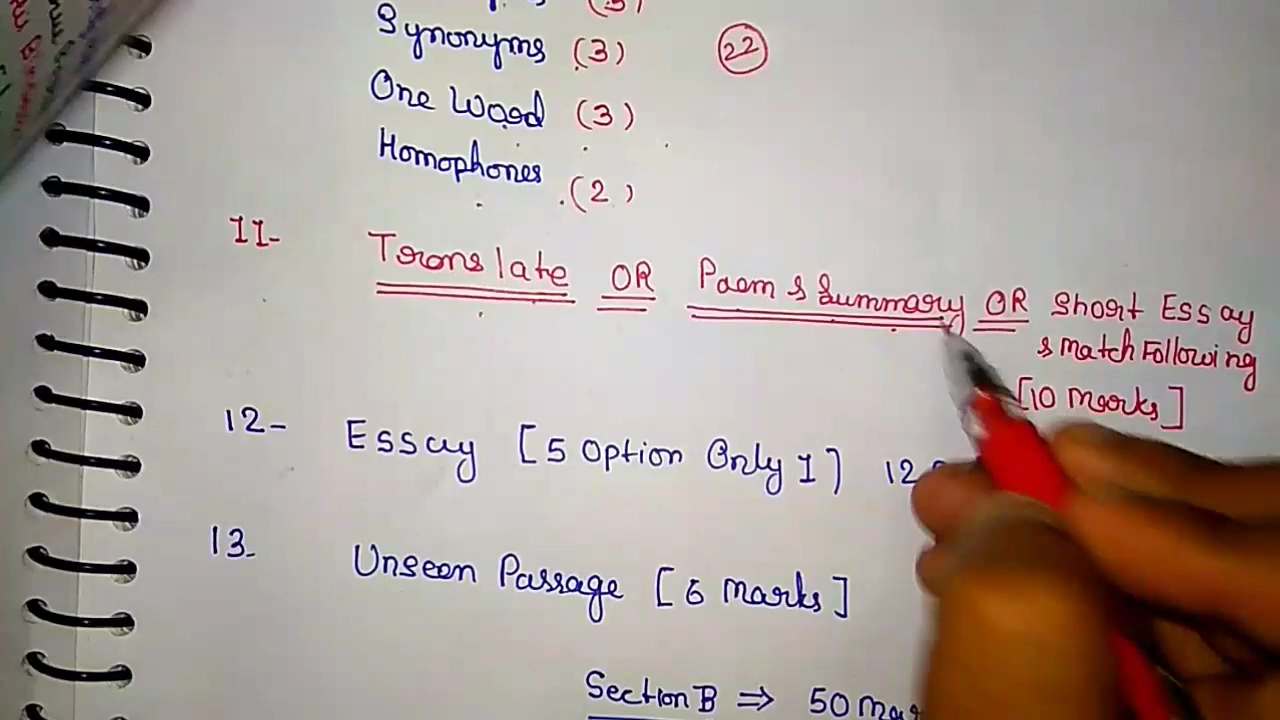 (3)
Synonyms (3)
22
One Word (3)
Homophones (2)
11- Translate OR Poem & Summary OR Short Essay
& match Following
[10 Marks]
12- Essay [5 Option Only 1] 12
13- Unseen Passage [6 Marks]
Section B ⇒ 50